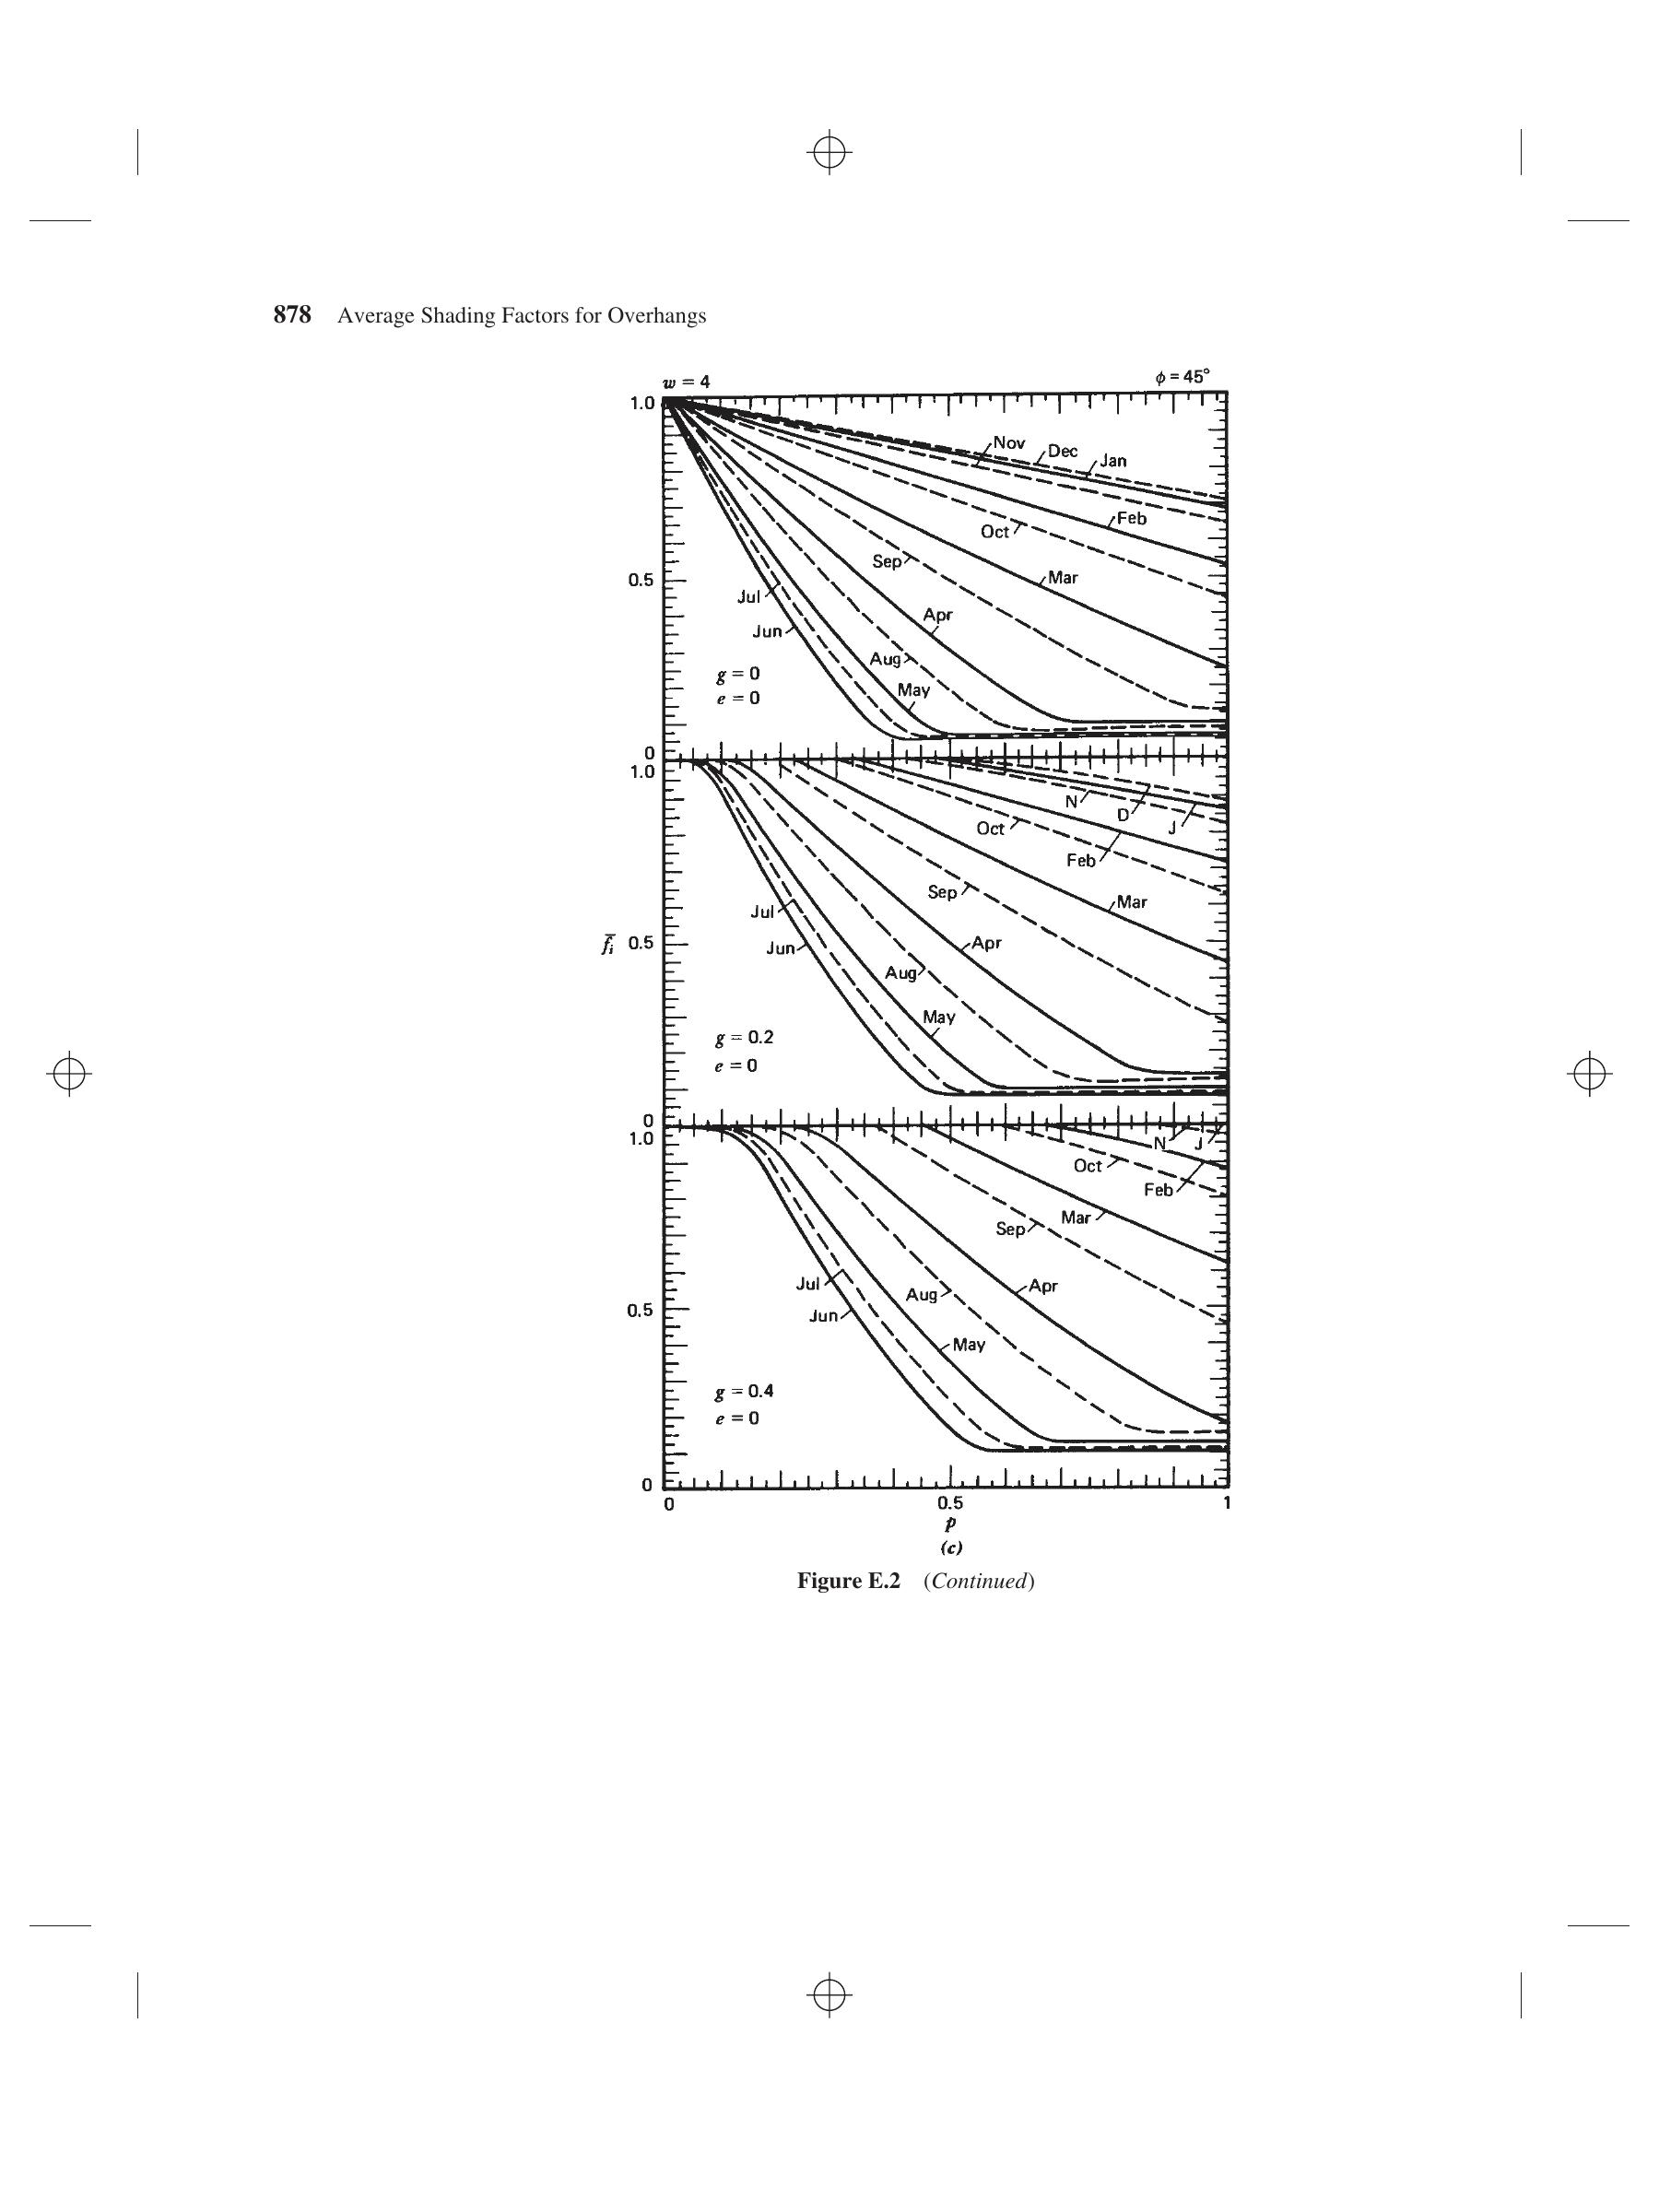 878 Average Shading Factors for Overhangs
w = 4 ϕ = 45°
1.0
Nov
Dec
Jan
Feb
Oct
Sep
Mar
0.5
Jul
Apr
Jun
Aug
g = 0
May
e = 0
0
1.0
N
D
J
Oct
Feb
Sep
Mar
Jul
f̄i 0.5
Jun
Apr
Aug
May
g = 0.2
e = 0
0
1.0
N J
Oct
Feb
Mar
Sep
Jul
Apr
Aug
0.5
Jun
May
g = 0.4
e = 0
0
0 0.5 1
p
(c)
Figure E.2 (Continued)